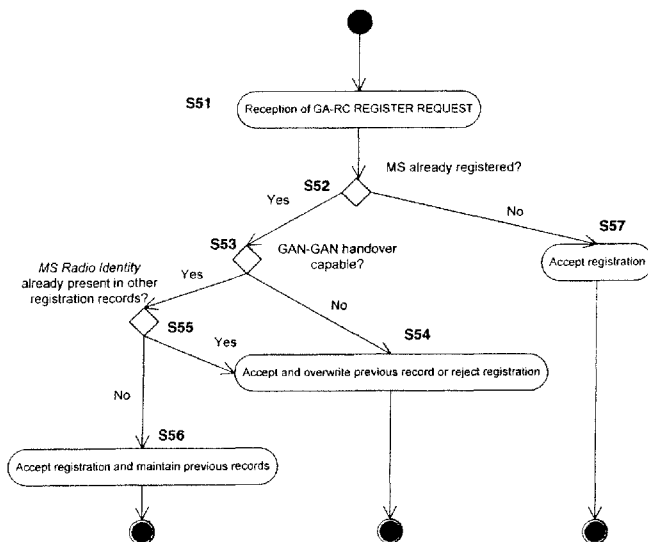 S51
Reception of GA-RC REGISTER REQUEST
MS already registered?
S52
Yes
No
S57
S53
GAN-GAN handover
capable?
Accept registration
MS Radio Identity
already present in other
registration records?
Yes
No
S55
S54
Yes
Accept and overwrite previous record or reject registration
No
S56
Accept registration and maintain previous records